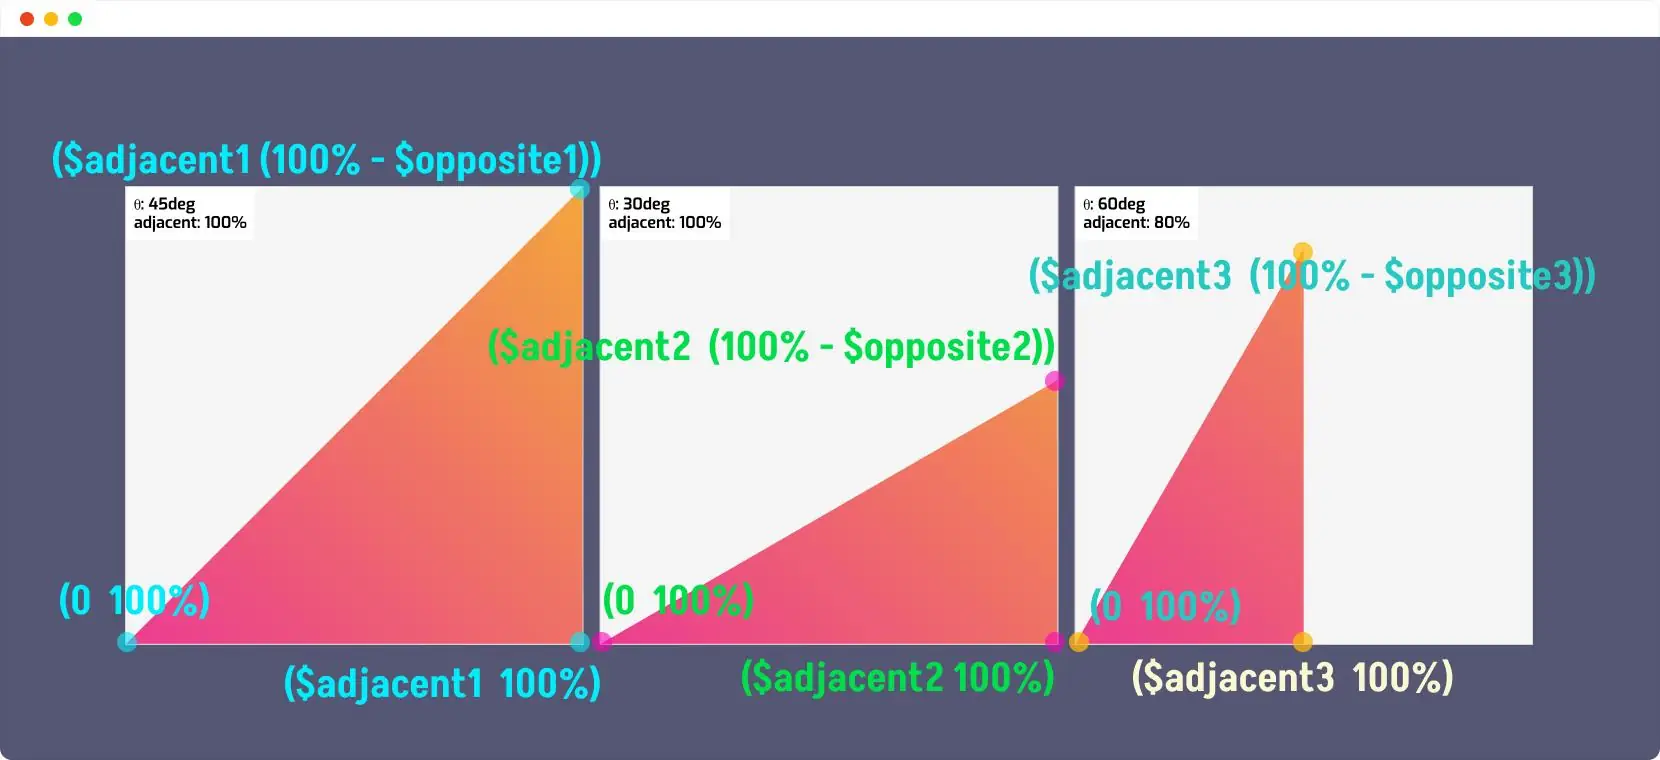 ($adjacent1 (100% - $opposite1))
θ: 45deg
adjacent: 100%
θ: 30deg
adjacent: 100%
θ: 60deg
adjacent: 80%
($adjacent3 (100% - $opposite3))
($adjacent2 (100% - $opposite2))
(0 100%)
(0 100%)
(0 100%)
($adjacent1 100%)
($adjacent2 100%)
($adjacent3 100%)